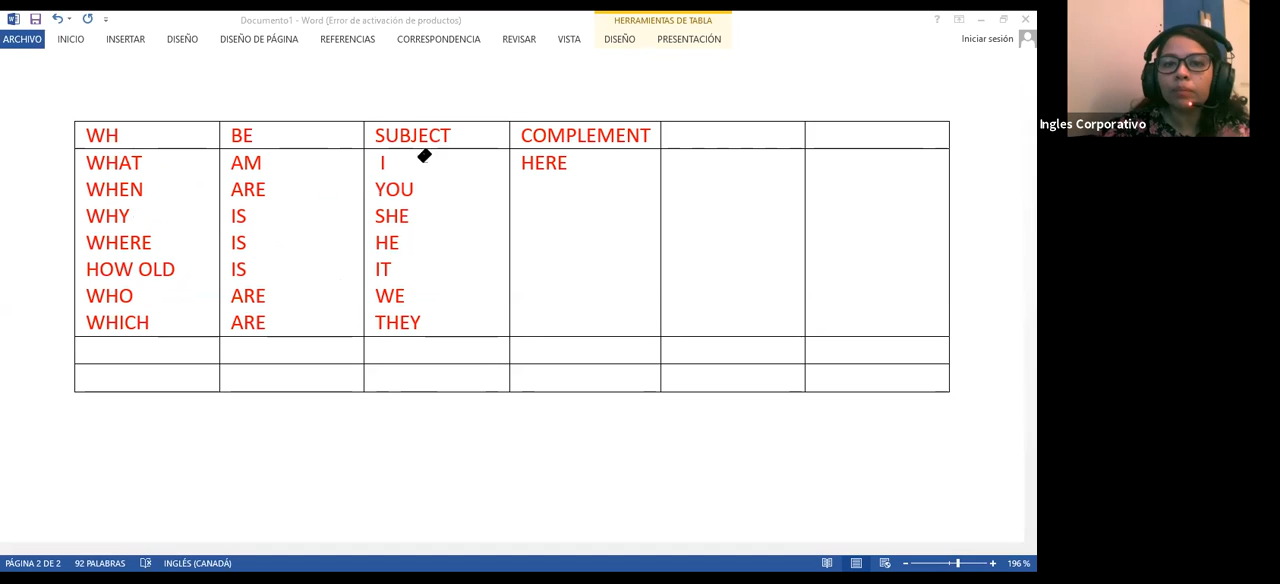 Documento1 - Word (Error de activación de productos)
HERRAMIENTAS DE TABLA
?
ARCHIVO INICIO INSERTAR DISEÑO DISEÑO DE PÁGINA REFERENCIAS CORRESPONDENCIA REVISAR VISTA DISEÑO PRESENTACIÓN Iniciar sesión
WH BE SUBJECT COMPLEMENT
WHAT AM I HERE
WHEN ARE YOU
WHY IS SHE
WHERE IS HE
HOW OLD IS IT
WHO ARE WE
WHICH ARE THEY
Ingles Corporativo
PÁGINA 2 DE 2 92 PALABRAS INGLÉS (CANADÁ) 196 %